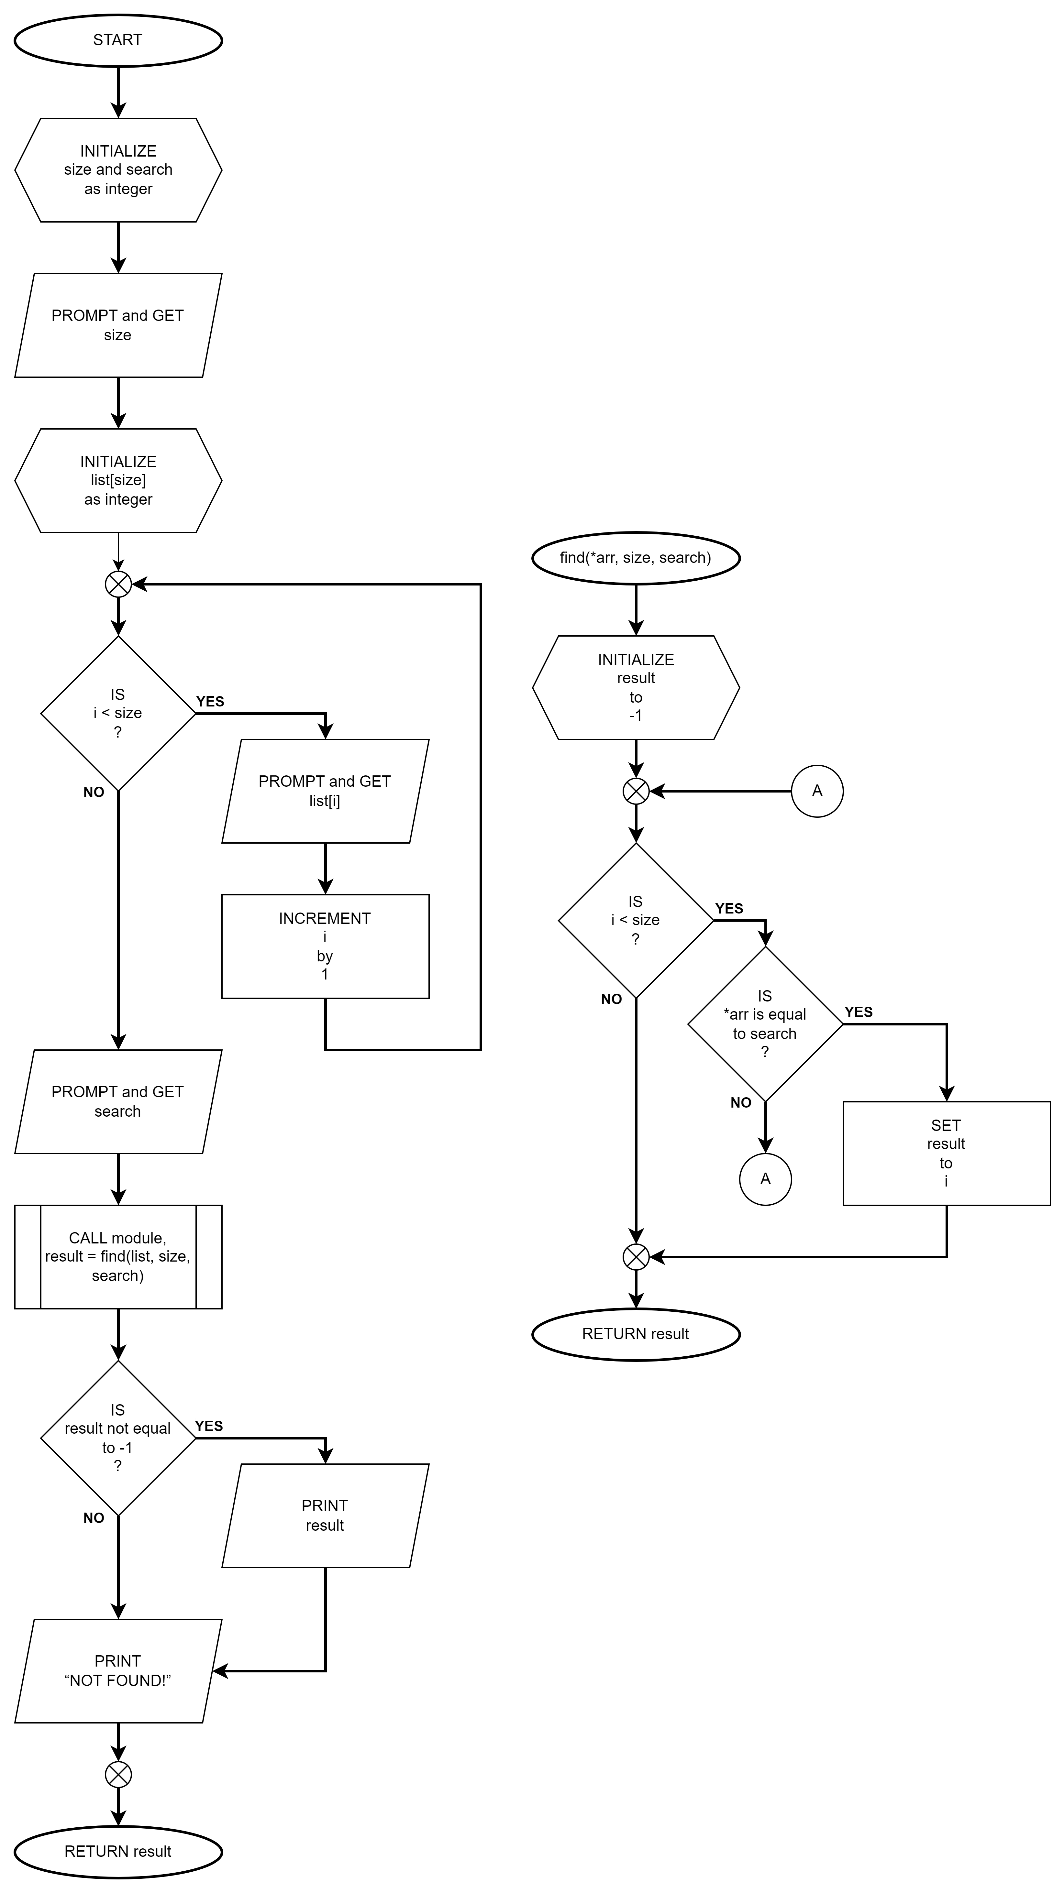 START
INITIALIZE
size and search
as integer
PROMPT and GET
size
INITIALIZE
list[size]
as integer
IS
i < size
?
YES
NO
PROMPT and GET
list[i]
INCREMENT
i
by
1
PROMPT and GET
search
CALL module,
result = find(list, size,
search)
IS
result not equal
to -1
?
YES
NO
PRINT
result
PRINT
“NOT FOUND!”
RETURN result
find(*arr, size, search)
INITIALIZE
result
to
-1
A
IS
i < size
?
YES
NO
IS
*arr is equal
to search
?
YES
NO
A
SET
result
to
i
RETURN result